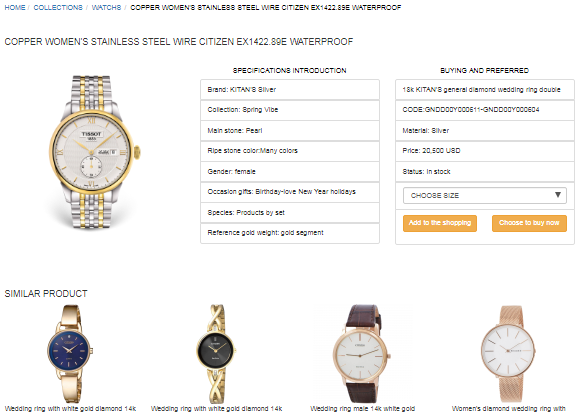 HOME / COLLECTIONS / WATCHS / COPPER WOMEN'S STAINLESS STEEL WIRE CITIZEN EX1422.89E WATERPROOF
COPPER WOMEN'S STAINLESS STEEL WIRE CITIZEN EX1422.89E WATERPROOF
TISSOT
1853
SPECIFICATIONS INTRODUCTION
Brand: KITAN'S Silver
Collection: Spring Vibe
Main stone: Pearl
Ripe stone color:Many colors
Gender: female
Occasion gifts: Birthday-love New Year holidays
Species: Products by set
Reference gold weight: gold segment
BUYING AND PREFERRED
18k KITAN'S general diamond wedding ring double
CODE:GNDD00Y000511-GNDD00Y000604
Material: Silver
Price: 20,500 USD
Status: In stock
CHOOSE SIZE
Add to the shopping
Choose to buy now
SIMILAR PRODUCT
Wedding ring with white gold diamond 14k
Wedding ring with white gold diamond 14k
Wedding ring male 14k white gold
Women's diamond wedding ring with